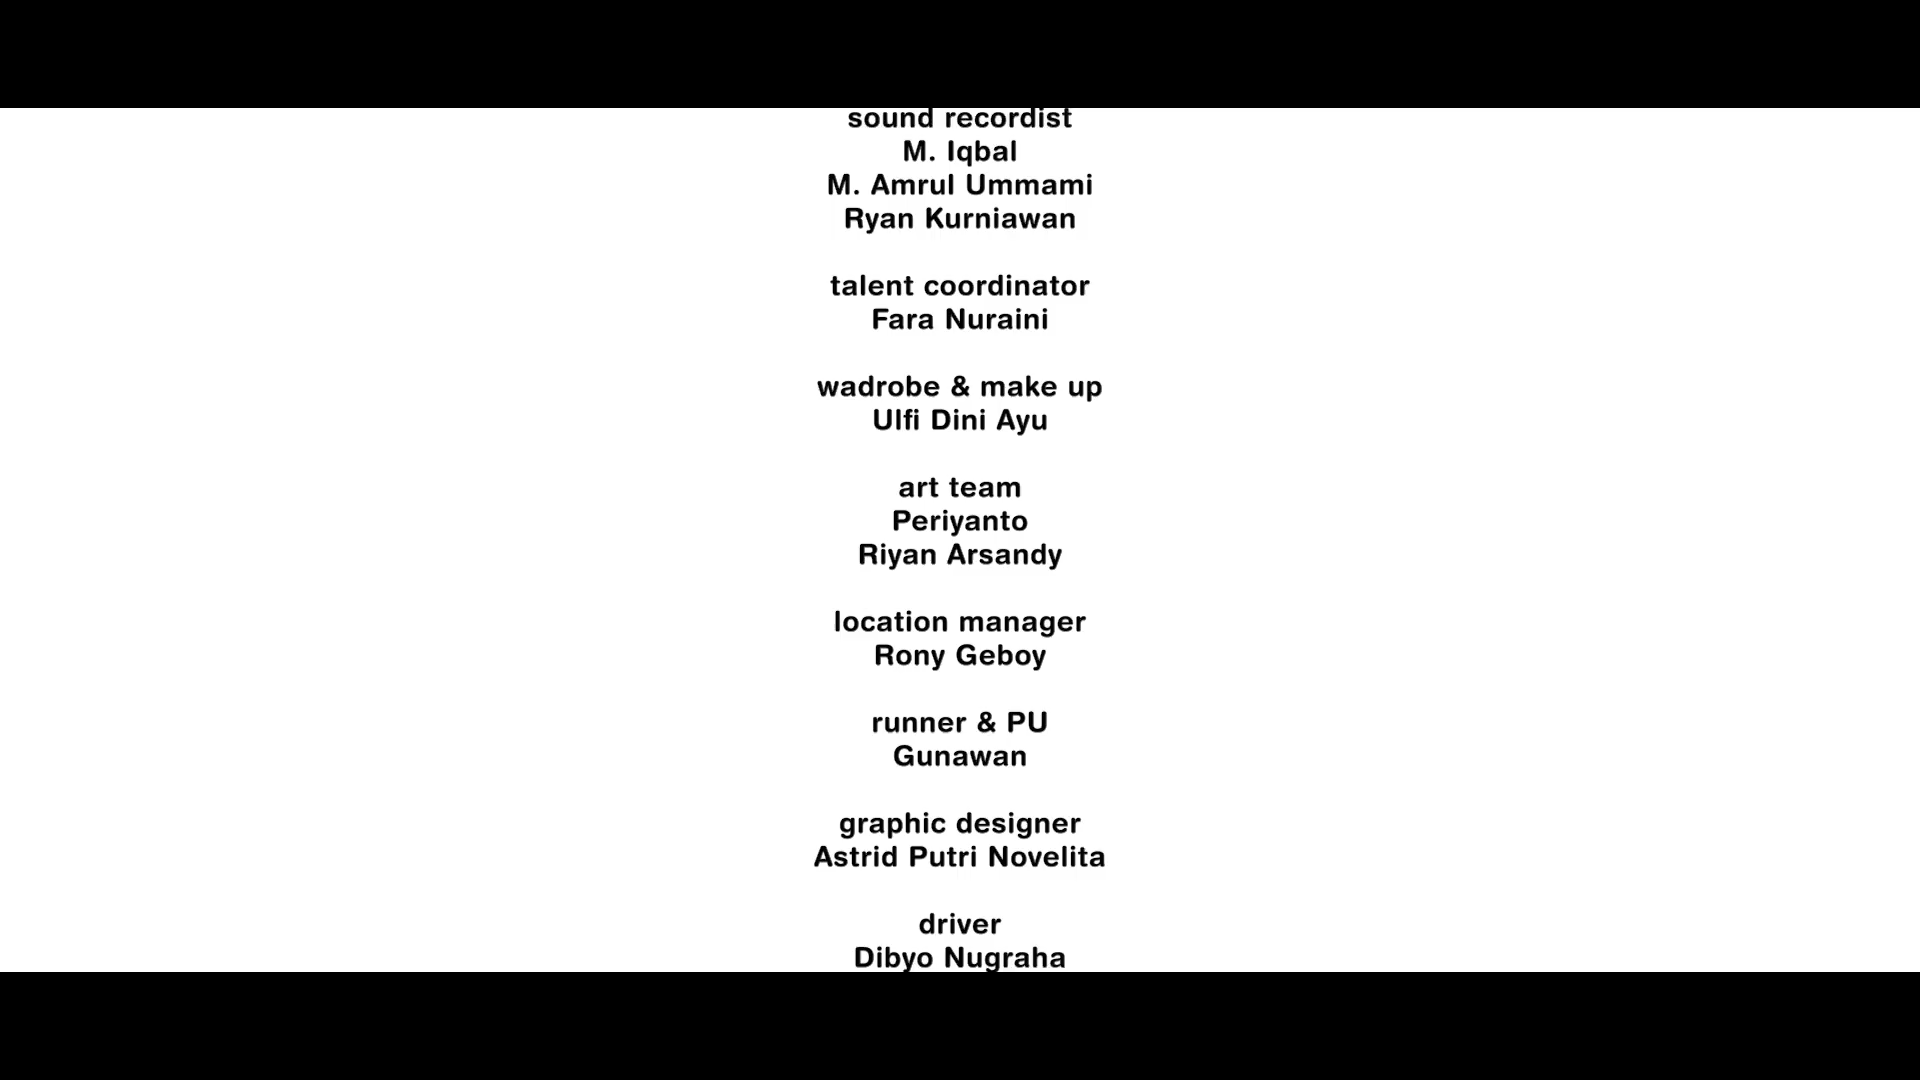 sound recordist
M. Iqbal
M. Amrul Ummami
Ryan Kurniawan
talent coordinator
Fara Nuraini
wadrobe & make up
Ulfi Dini Ayu
art team
Periyanto
Riyan Arsandy
location manager
Rony Geboy
runner & PU
Gunawan
graphic designer
Astrid Putri Novelita
driver
Dibyo Nugraha